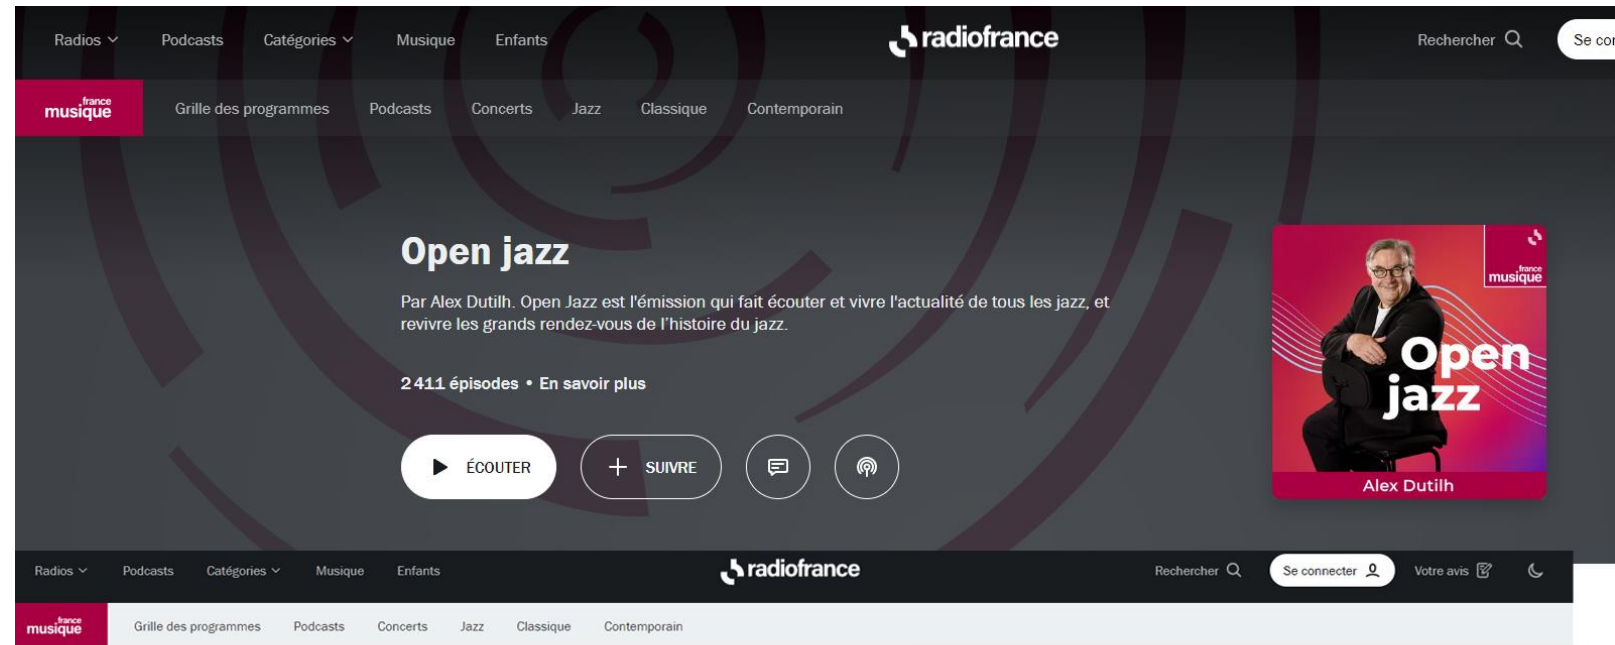 Radios Podcasts Catégories Musique Enfants radiofrance Rechercher Se con
france
musique Grille des programmes Podcasts Concerts Jazz Classique Contemporain
Open jazz
Par Alex Dutilh. Open Jazz est l'émission qui fait écouter et vivre l'actualité de tous les jazz, et
revivre les grands rendez-vous de l'histoire du jazz.
2 411 épisodes • En savoir plus
ÉCOUTER + SUIVRE
france
musique
Open
jazz
Alex Dutilh
Radios Podcasts Catégories Musique Enfants radiofrance Rechercher Se connecter Votre avis
france
musique Grille des programmes Podcasts Concerts Jazz Classique Contemporain